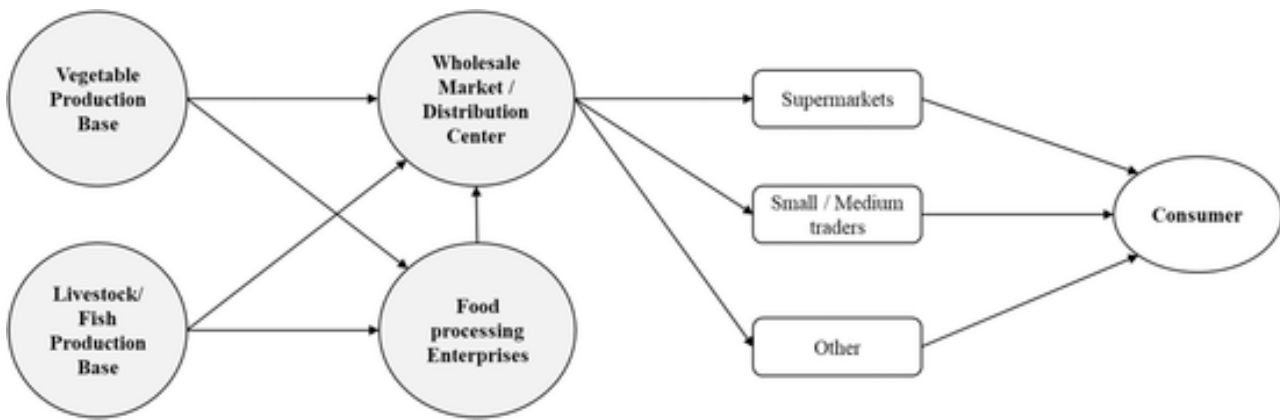 Vegetable
Production
Base
Wholesale
Market /
Distribution
Center
Supermarkets
Small / Medium
traders
Consumer
Livestock/
Fish
Production
Base
Food
processing
Enterprises
Other